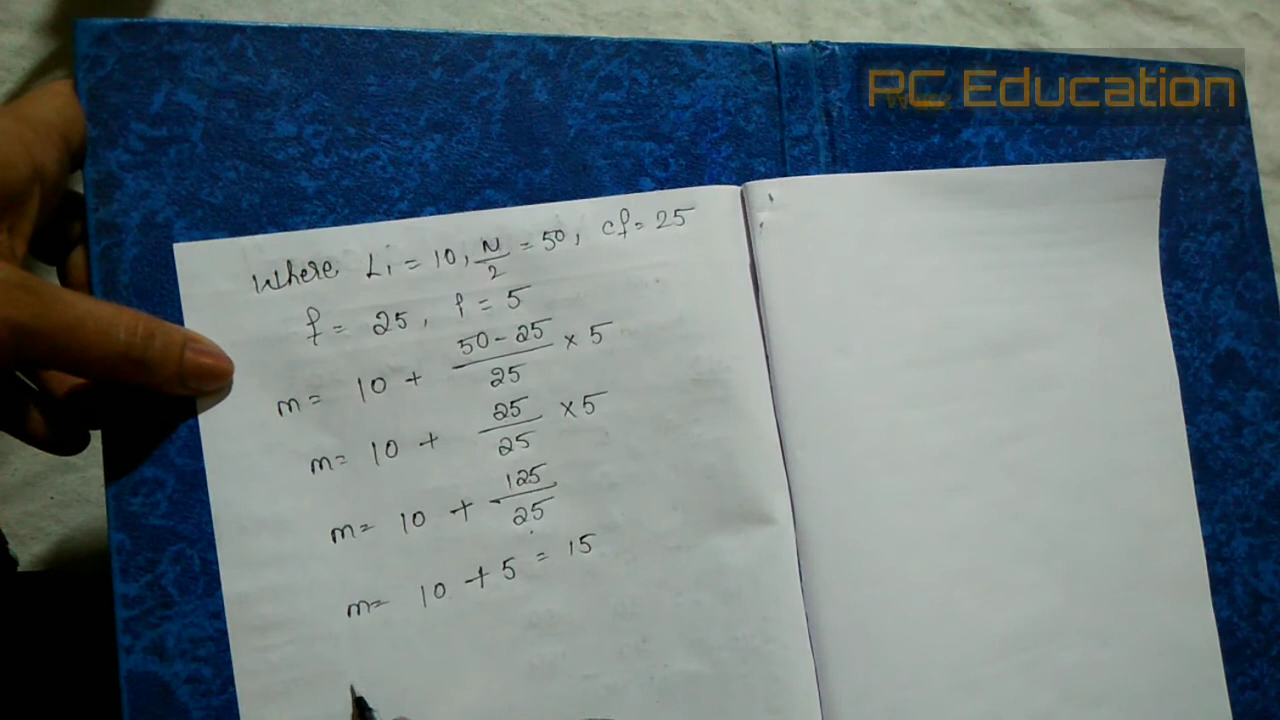 PC Education
Where L₁ = 10, N/2 = 50, cf = 25
f = 25, i = 5
m = 10 + (50 - 25)/25 × 5
m = 10 + 25/25 × 5
m = 10 + 125/25
m = 10 + 5 = 15